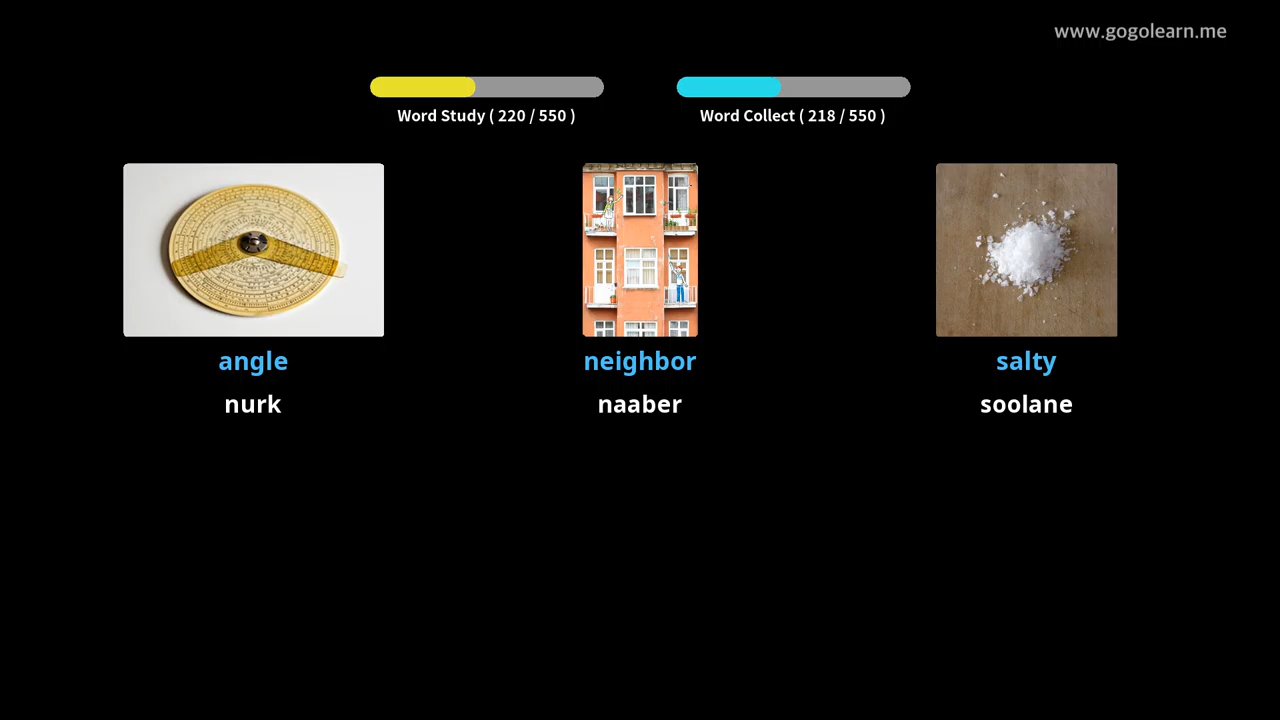 www.gogolearn.me
Word Study ( 220 / 550 )
Word Collect ( 218 / 550 )
angle
neighbor
salty
nurk
naaber
soolane